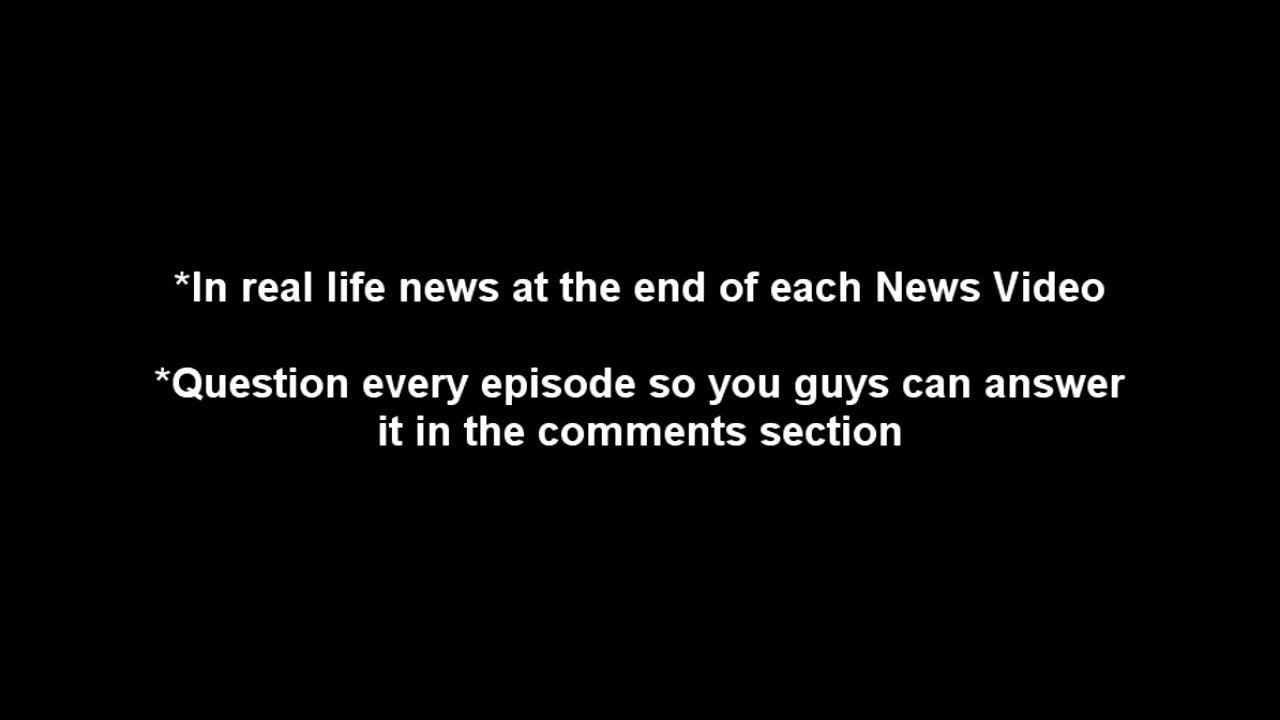 *In real life news at the end of each News Video
*Question every episode so you guys can answer
it in the comments section